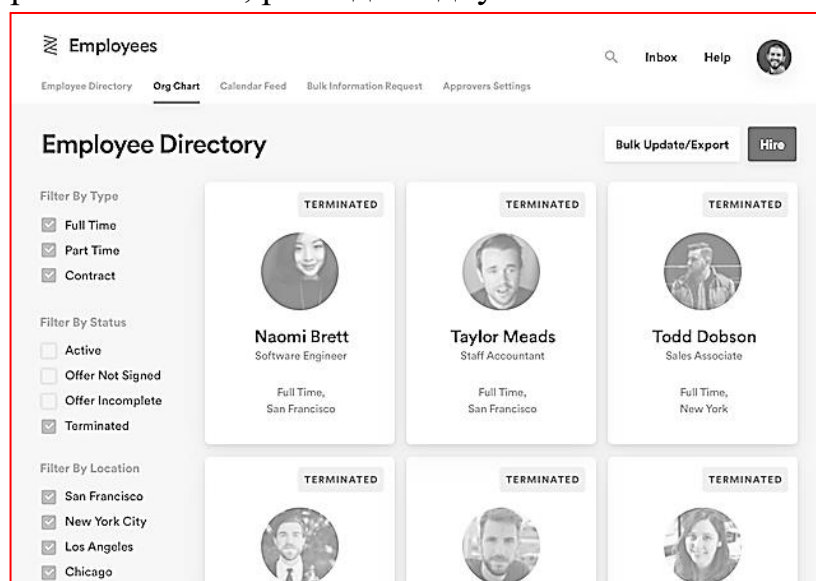 Employees
Inbox Help
Employee Directory Org Chart Calendar Feed Bulk Information Request Approvers Settings
Employee Directory
Bulk Update/Export Hire
Filter By Type
Full Time
Part Time
Contract
Filter By Status
Active
Offer Not Signed
Offer Incomplete
Terminated
Filter By Location
San Francisco
New York City
Los Angeles
Chicago
TERMINATED
Naomi Brett
Software Engineer
Full Time,
San Francisco
TERMINATED
Taylor Meads
Staff Accountant
Full Time,
San Francisco
TERMINATED
Todd Dobson
Sales Associate
Full Time,
New York
TERMINATED
TERMINATED
TERMINATED